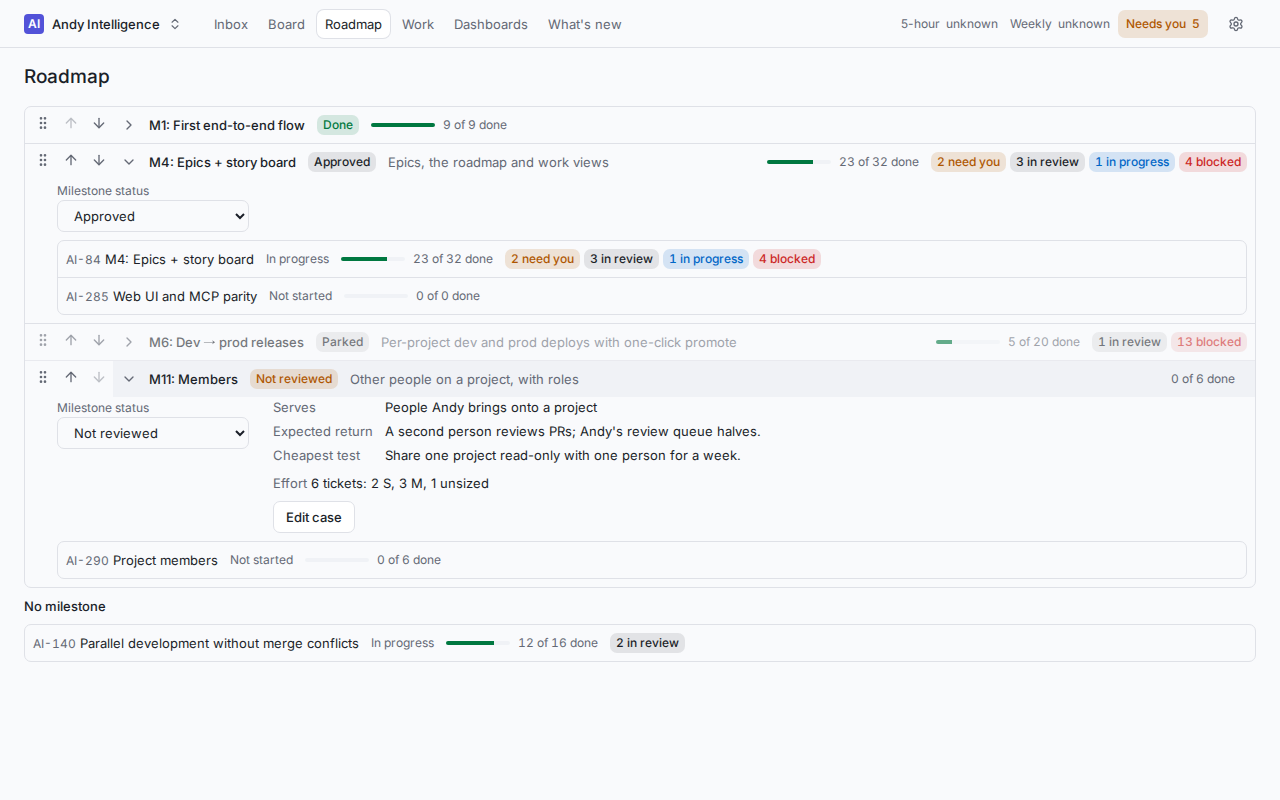 AI Andy Intelligence Inbox Board Roadmap Work Dashboards What's new 5-hour unknown Weekly unknown Needs you 5
Roadmap
M1: First end-to-end flow Done 9 of 9 done
M4: Epics + story board Approved Epics, the roadmap and work views 23 of 32 done 2 need you 3 in review 1 in progress 4 blocked
Milestone status
Approved
AI-84 M4: Epics + story board In progress 23 of 32 done 2 need you 3 in review 1 in progress 4 blocked
AI-285 Web UI and MCP parity Not started 0 of 0 done
M6: Dev → prod releases Parked Per-project dev and prod deploys with one-click promote 5 of 20 done 1 in review 13 blocked
M11: Members Not reviewed Other people on a project, with roles 0 of 6 done
Milestone status
Not reviewed
Serves People Andy brings onto a project
Expected return A second person reviews PRs; Andy's review queue halves.
Cheapest test Share one project read-only with one person for a week.
Effort 6 tickets: 2 S, 3 M, 1 unsized
Edit case
AI-290 Project members Not started 0 of 6 done
No milestone
AI-140 Parallel development without merge conflicts In progress 12 of 16 done 2 in review